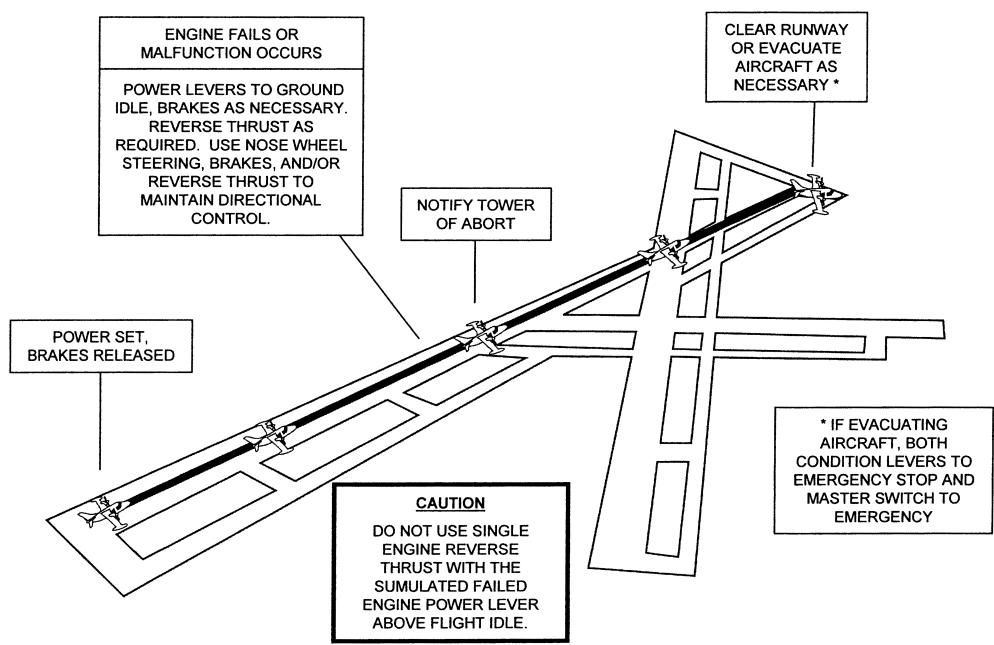 ENGINE FAILS OR
MALFUNCTION OCCURS
POWER LEVERS TO GROUND
IDLE, BRAKES AS NECESSARY.
REVERSE THRUST AS
REQUIRED. USE NOSE WHEEL
STEERING, BRAKES, AND/OR
REVERSE THRUST TO
MAINTAIN DIRECTIONAL
CONTROL.
CLEAR RUNWAY
OR EVACUATE
AIRCRAFT AS
NECESSARY *
NOTIFY TOWER
OF ABORT
POWER SET,
BRAKES RELEASED
* IF EVACUATING
AIRCRAFT, BOTH
CONDITION LEVERS TO
EMERGENCY STOP AND
MASTER SWITCH TO
EMERGENCY
CAUTION
DO NOT USE SINGLE
ENGINE REVERSE
THRUST WITH THE
SUMULATED FAILED
ENGINE POWER LEVER
ABOVE FLIGHT IDLE.